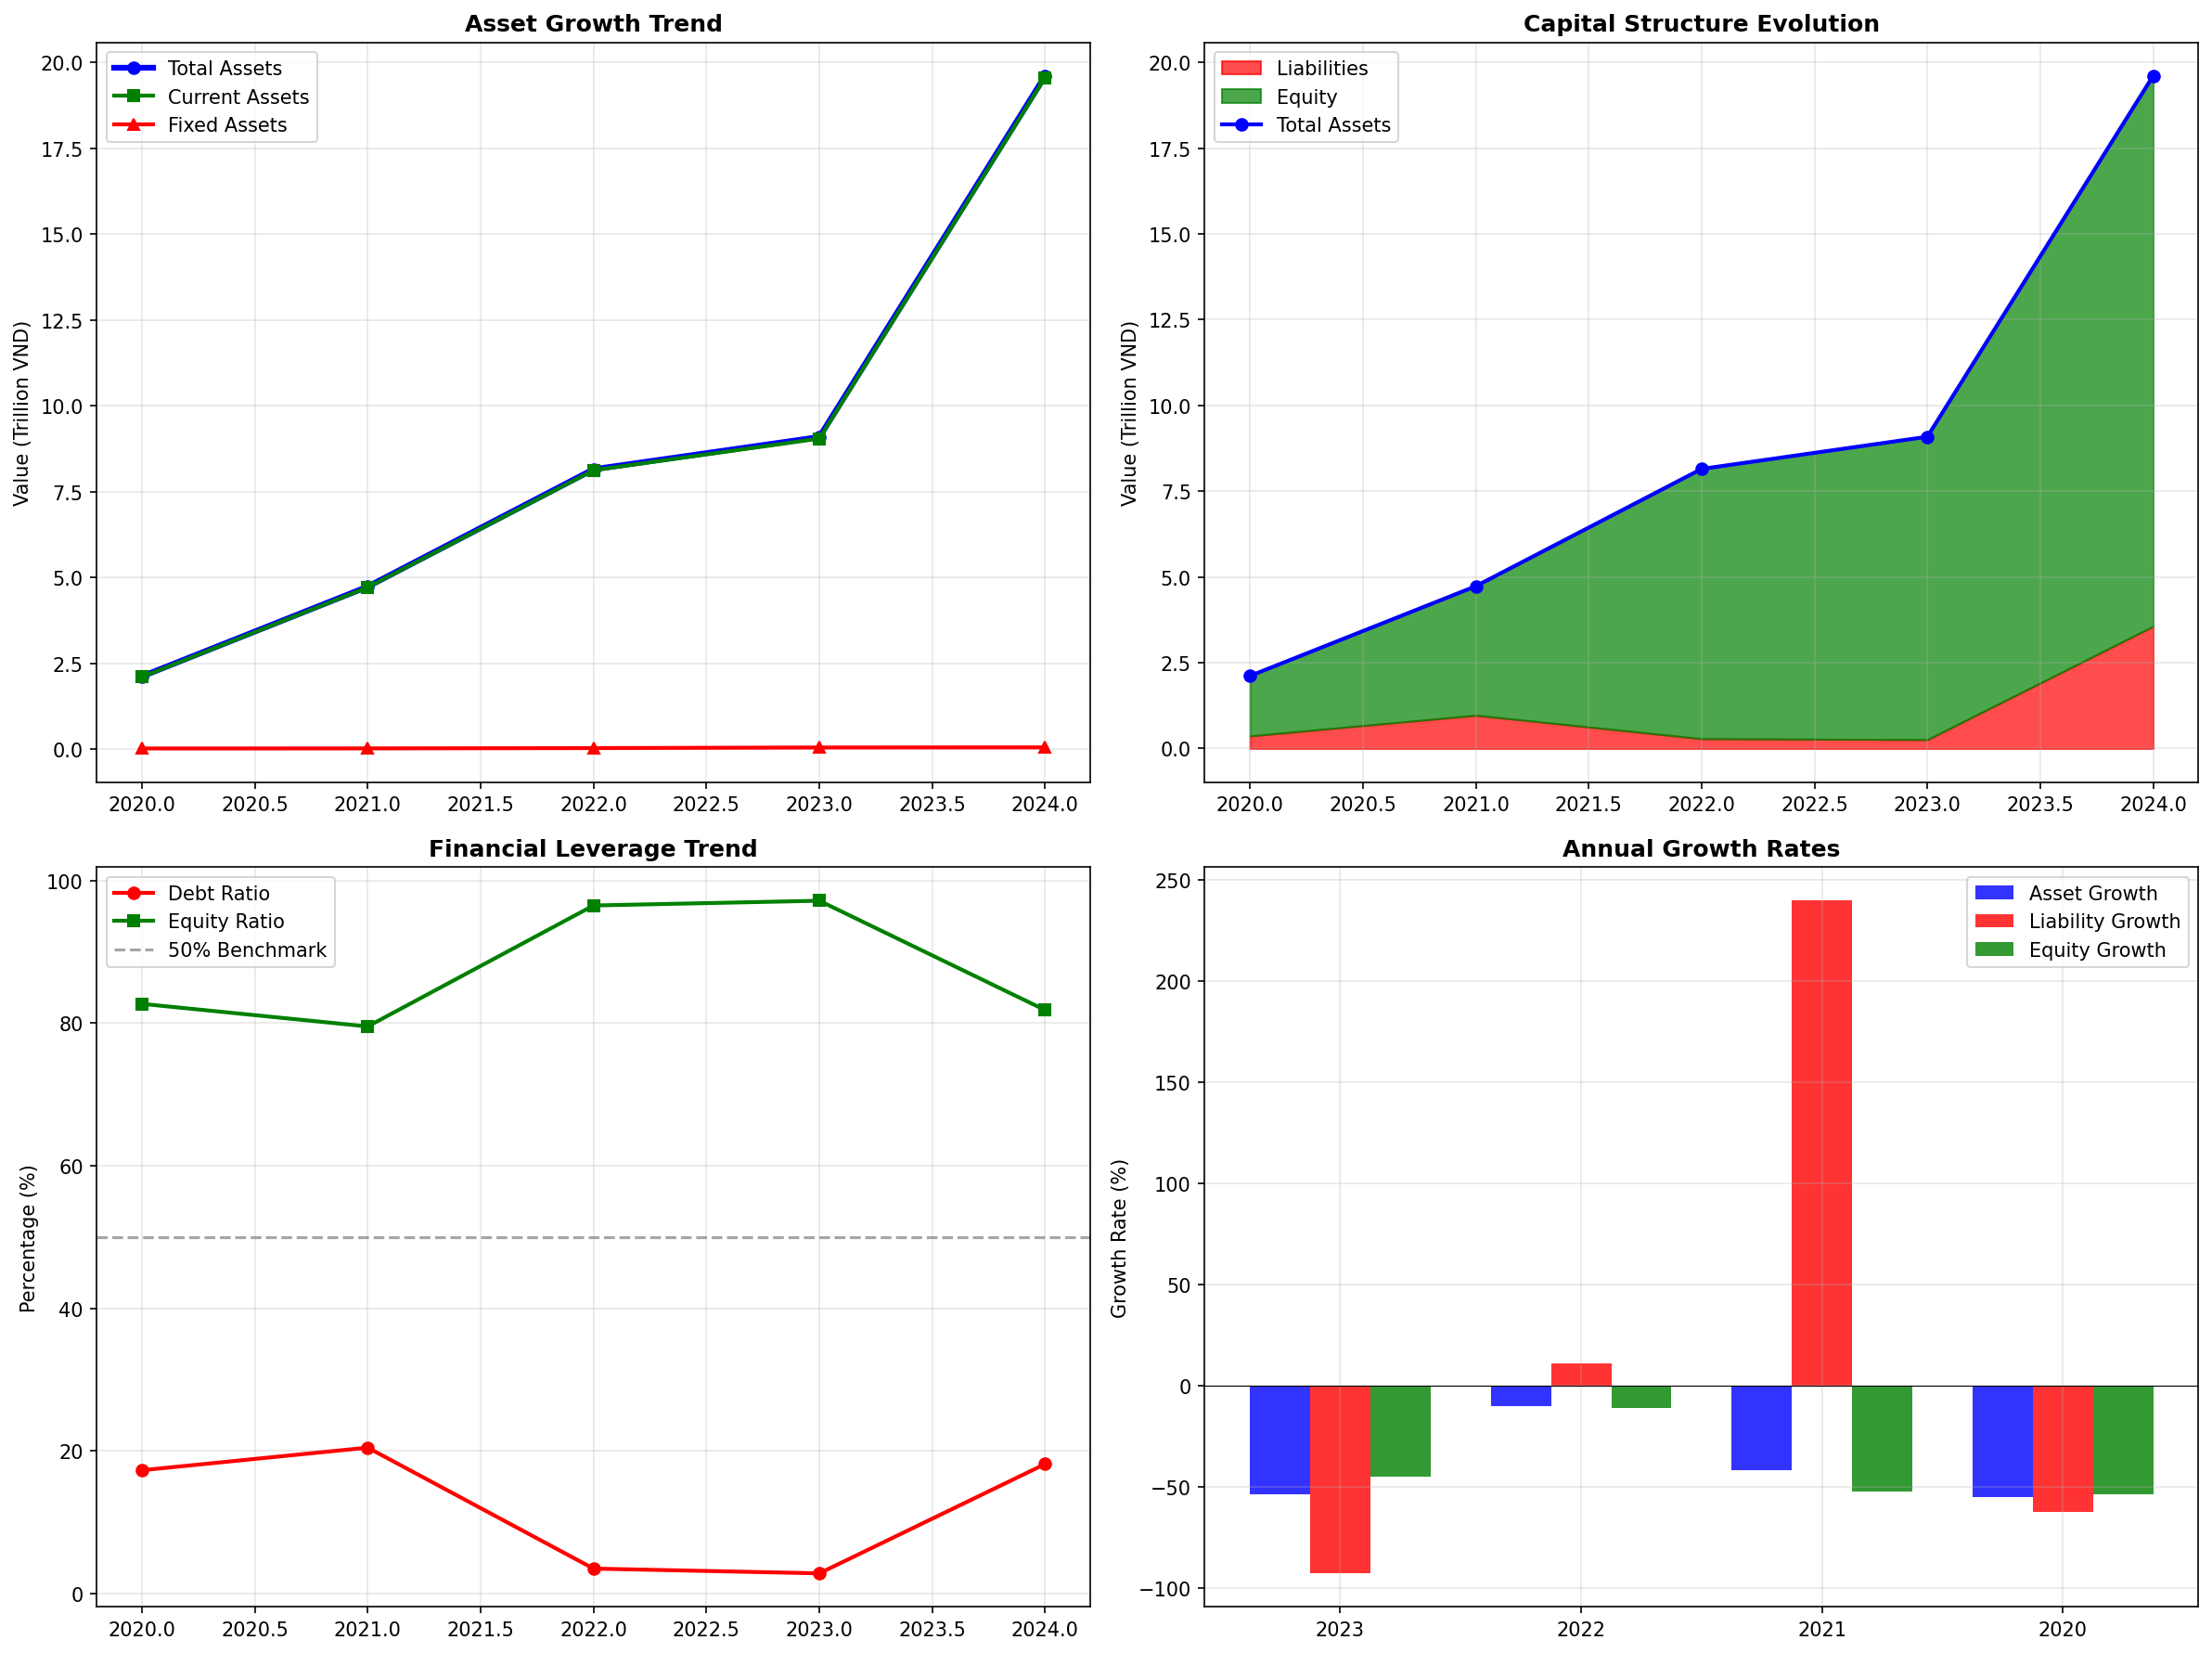 Asset Growth Trend
Total Assets
Current Assets
Fixed Assets
Value (Trillion VND)
20.0
17.5
15.0
12.5
10.0
7.5
5.0
2.5
0.0
2020.0 2020.5 2021.0 2021.5 2022.0 2022.5 2023.0 2023.5 2024.0
Capital Structure Evolution
Liabilities
Equity
Total Assets
Value (Trillion VND)
20.0
17.5
15.0
12.5
10.0
7.5
5.0
2.5
0.0
2020.0 2020.5 2021.0 2021.5 2022.0 2022.5 2023.0 2023.5 2024.0
Financial Leverage Trend
Debt Ratio
Equity Ratio
50% Benchmark
Percentage (%)
100
80
60
40
20
0
2020.0 2020.5 2021.0 2021.5 2022.0 2022.5 2023.0 2023.5 2024.0
Annual Growth Rates
Asset Growth
Liability Growth
Equity Growth
Growth Rate (%)
250
200
150
100
50
0
−50
−100
2023 2022 2021 2020